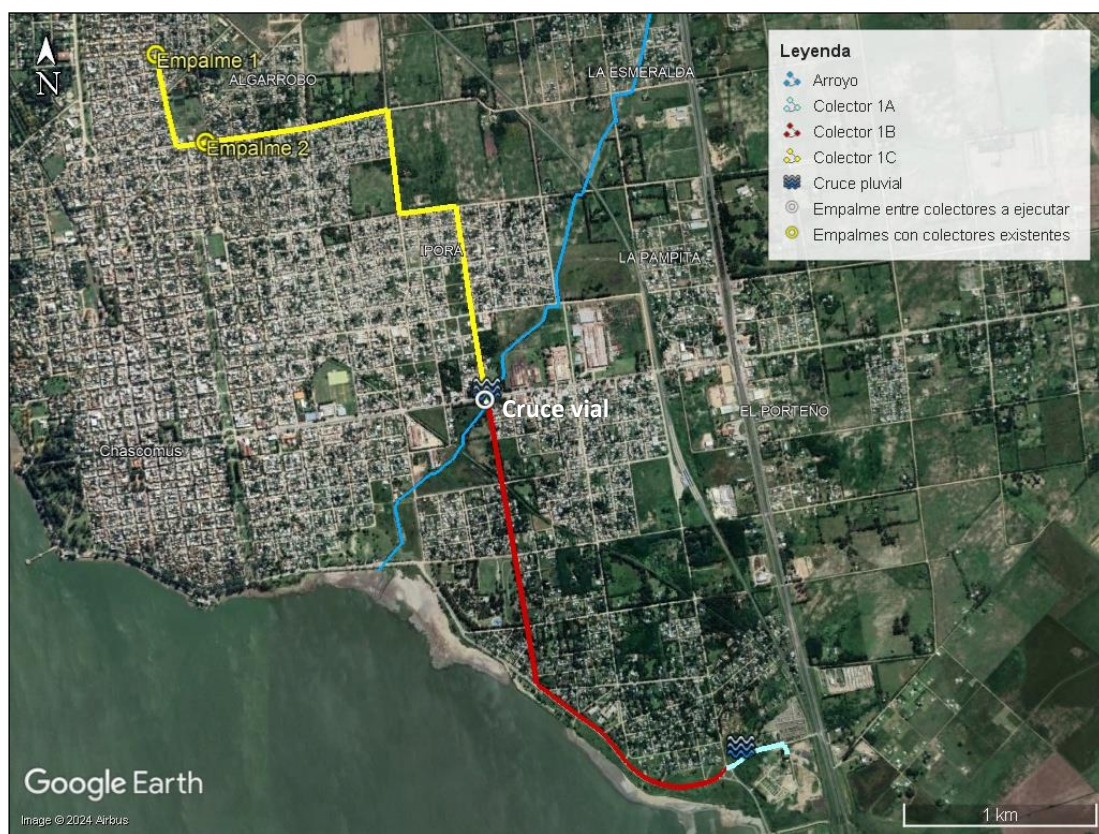 N
Empalme 1
ALGARROBO
LA ESMERALDA
Empalme 2
IPORA
LA PAMPITA
Cruce vial
EL PORTEÑO
Chascomus
Leyenda
Arroyo
Colector 1A
Colector 1B
Colector 1C
Cruce pluvial
Empalme entre colectores a ejecutar
Empalmes con colectores existentes
Google Earth
Image © 2024 Airbus
1 km